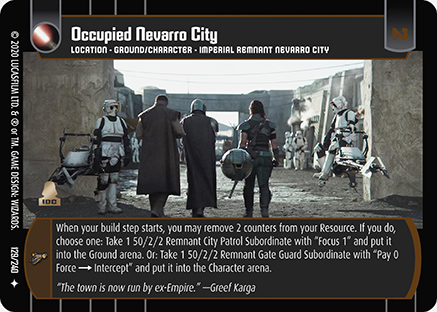 Occupied Nevarro City
LOCATION - GROUND/CHARACTER - IMPERIAL REMNANT NEVARRO CITY
N
© 2020 LUCASFILM LTD. & ® or TM. GAME DESIGN: WIZARDS.
129/240
When your build step starts, you may remove 2 counters from your Resource. If you do,
choose one: Take 1 50/2/2 Remnant City Patrol Subordinate with "Focus 1" and put it
into the Ground arena. Or: Take 1 50/2/2 Remnant Gate Guard Subordinate with "Pay 0
Force → Intercept" and put it into the Character arena.
"The town is now run by ex-Empire." —Greef Karga